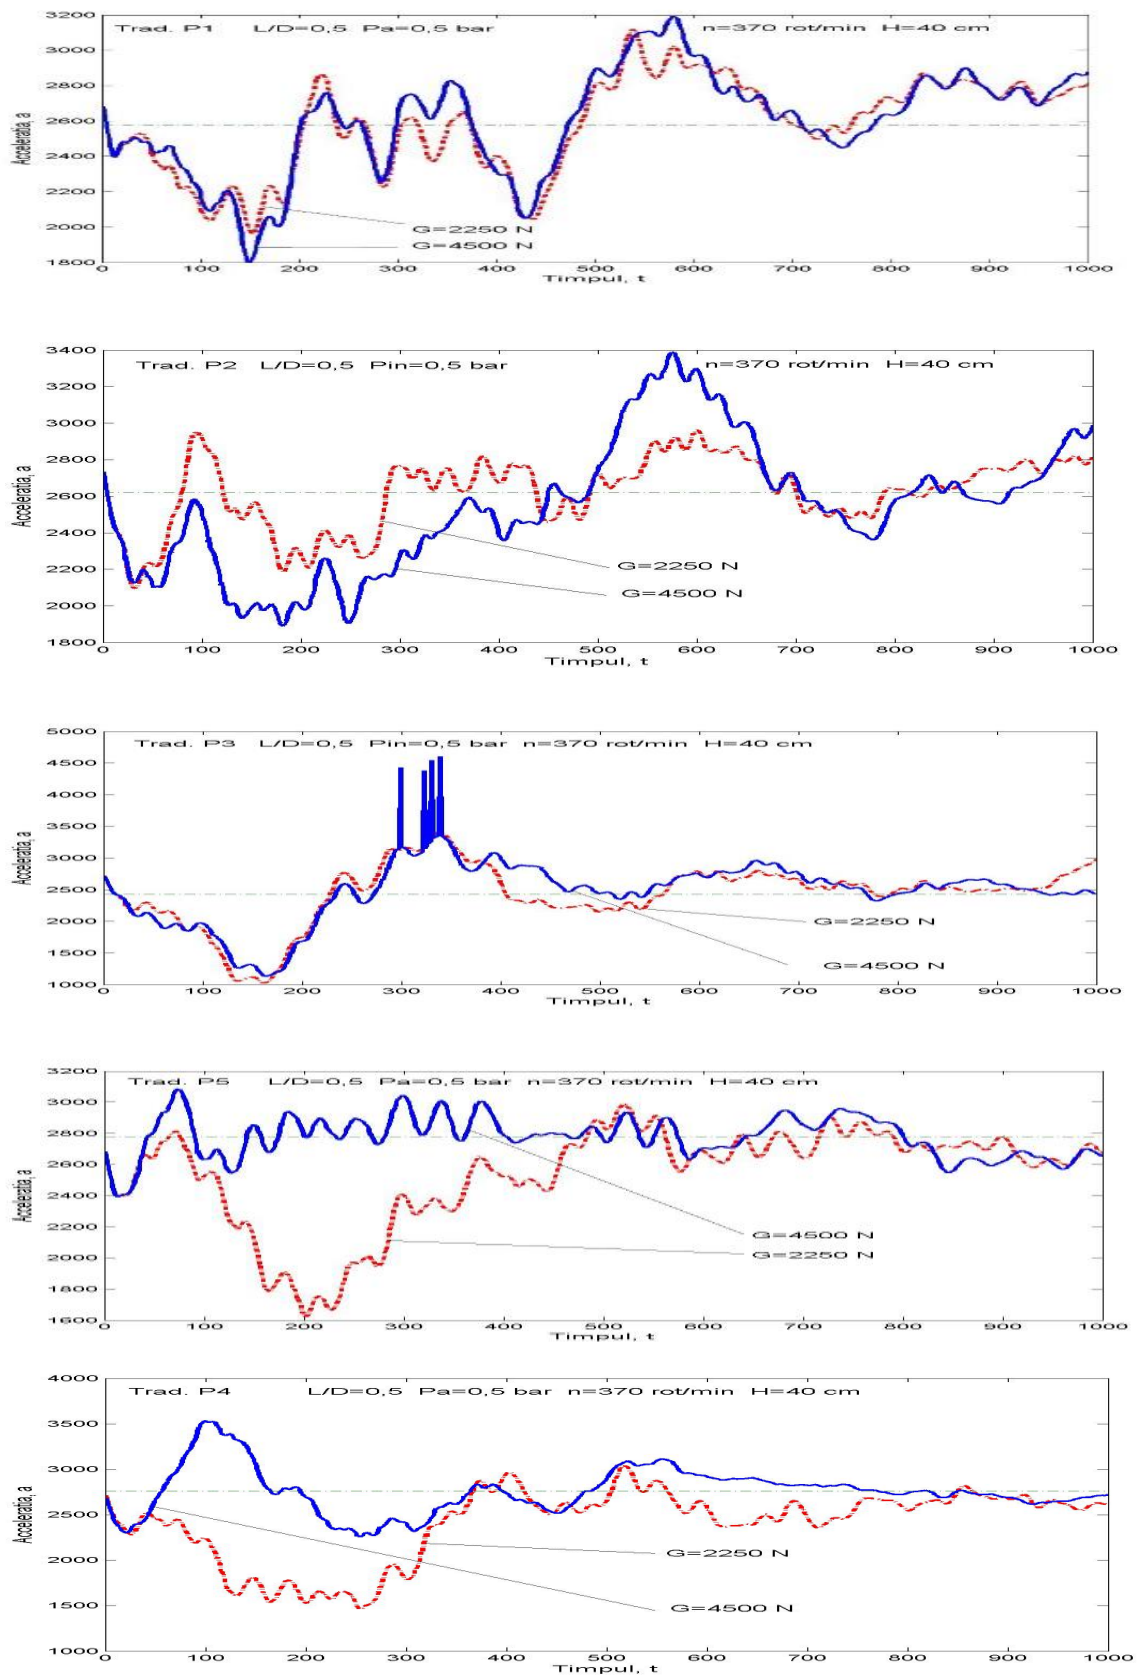 3200
Trad. P1 L/D=0,5 Pa=0,5 bar n=370 rot/min H=40 cm
3000
2800
2600
2400
2200
2000
1800
Acceleratia, a
G=2250 N
G=4500 N
0 100 200 300 400 500 600 700 800 900 1000
Timpul, t
3400
Trad. P2 L/D=0,5 Pin=0,5 bar n=370 rot/min H=40 cm
3200
3000
2800
2600
2400
2200
2000
1800
Acceleratia, a
G=2250 N
G=4500 N
0 100 200 300 400 500 600 700 800 900 1000
Timpul, t
5000
Trad. P3 L/D=0,5 Pin=0,5 bar n=370 rot/min H=40 cm
4500
4000
3500
3000
2500
2000
1500
1000
Acceleratia, a
G=2250 N
G=4500 N
0 100 200 300 400 500 600 700 800 900 1000
Timpul, t
3200
Trad. P5 L/D=0,5 Pa=0,5 bar n=370 rot/min H=40 cm
3000
2800
2600
2400
2200
2000
1800
1600
Acceleratia, a
G=4500 N
G=2250 N
0 100 200 300 400 500 600 700 800 900 1000
Timpul, t
4000
Trad. P4 L/D=0,5 Pa=0,5 bar n=370 rot/min H=40 cm
3500
3000
2500
2000
1500
1000
Acceleratia, a
G=2250 N
G=4500 N
0 100 200 300 400 500 600 700 800 900 1000
Timpul, t